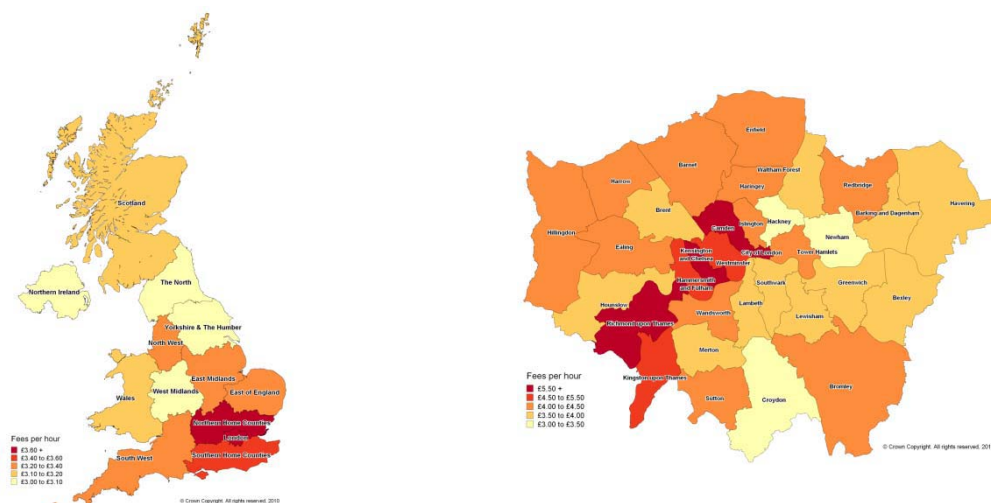 Scotland
Northern Ireland
The North
Yorkshire & The Humber
North West
East Midlands
East of England
West Midlands
Wales
Northern Home Counties
London
South West
Southern Home Counties
Fees per hour
£3.60 +
£3.40 to £3.60
£3.20 to £3.40
£3.10 to £3.20
£3.00 to £3.10
© Crown Copyright. All rights reserved. 2010
Enfield
Barnet
Harrow
Waltham Forest
Haringey
Redbridge
Havering
Brent
Barking and Dagenham
Camden
Islington
Hackney
Hillingdon
Newham
Ealing
Kensington
and Chelsea
City of London
Tower Hamlets
Westminster
Hammersmith
and Fulham
Southwark
Greenwich
Hounslow
Lambeth
Bexley
Wandsworth
Lewisham
Richmond upon Thames
Merton
Kingston upon Thames
Bromley
Sutton
Croydon
Fees per hour
£5.50 +
£4.50 to £5.50
£4.00 to £4.50
£3.50 to £4.00
£3.00 to £3.50
© Crown Copyright. All rights reserved.